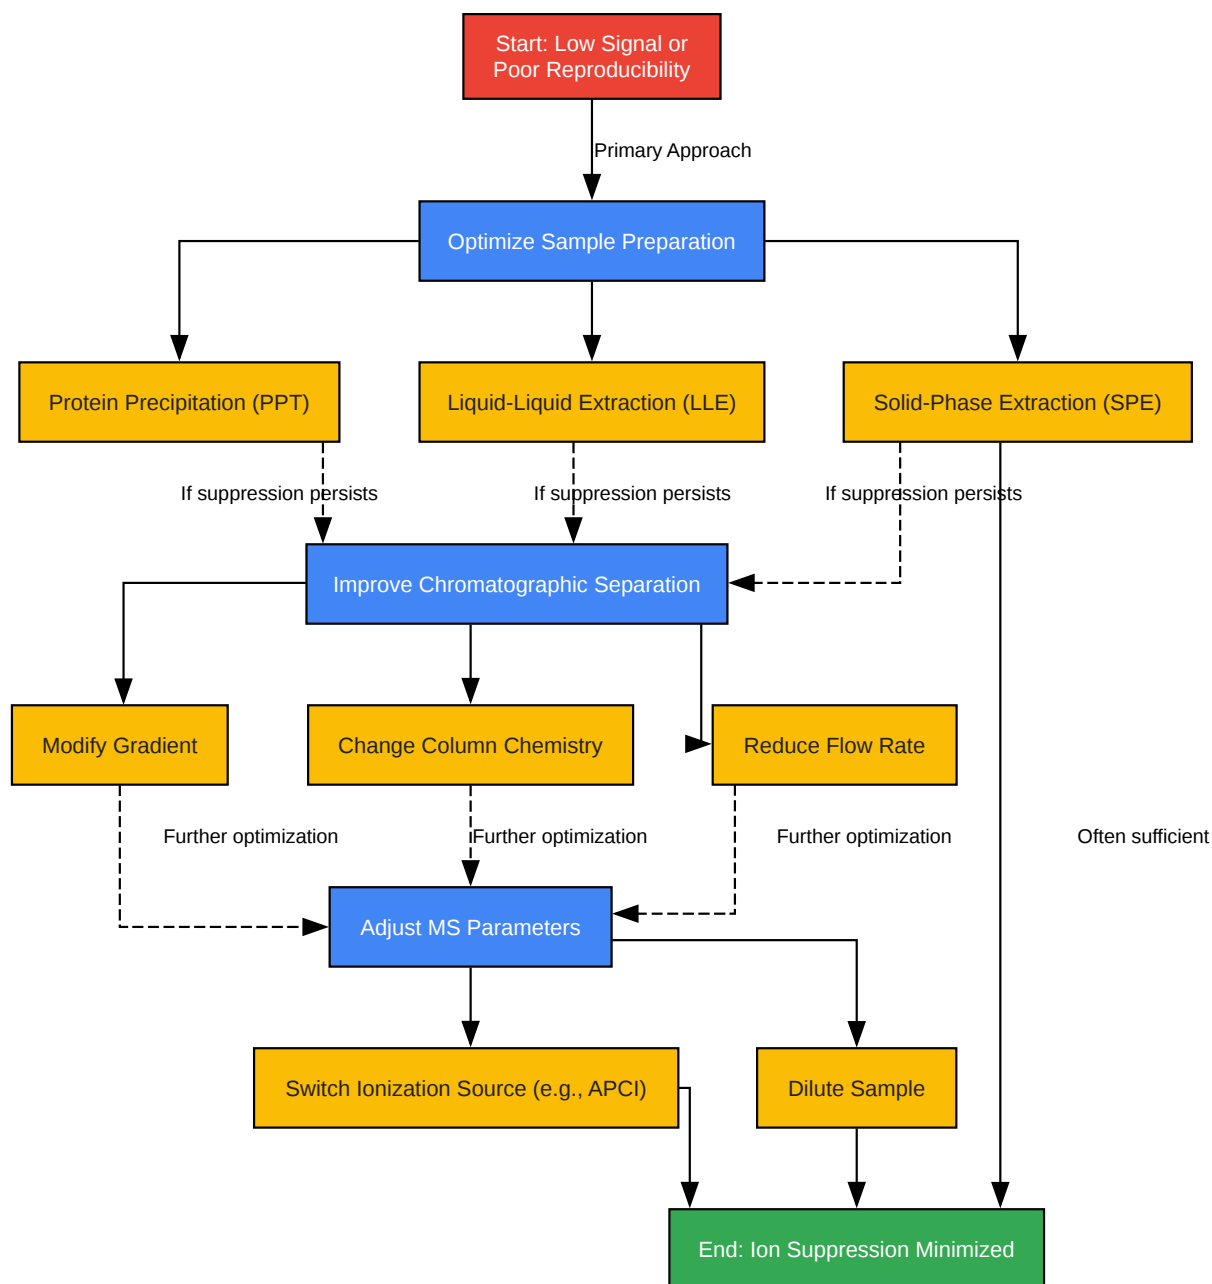 Start: Low Signal or
Poor Reproducibility
Primary Approach
Optimize Sample Preparation
Protein Precipitation (PPT)
Liquid-Liquid Extraction (LLE)
Solid-Phase Extraction (SPE)
If suppression persists
If suppression persists
If suppression persists
Improve Chromatographic Separation
Modify Gradient
Change Column Chemistry
Reduce Flow Rate
Further optimization
Further optimization
Further optimization
Often sufficient
Adjust MS Parameters
Switch Ionization Source (e.g., APCI)
Dilute Sample
End: Ion Suppression Minimized